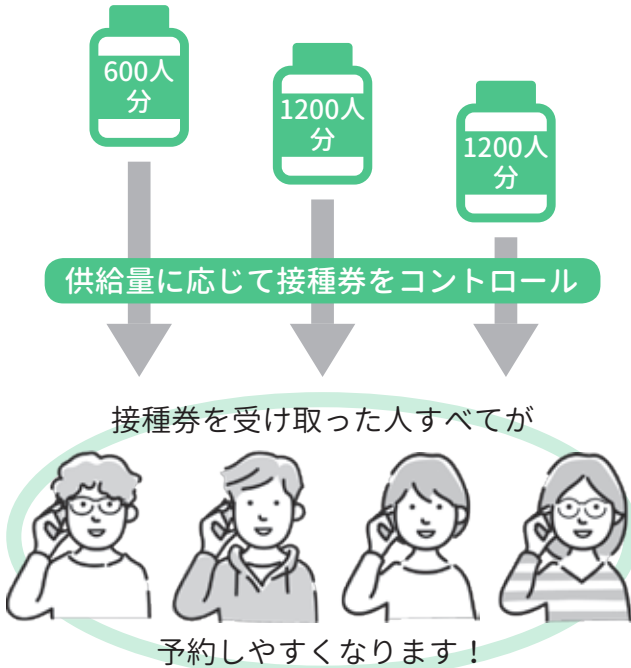 600人
分
1200人
分
1200人
分
供給量に応じて接種券をコントロール
接種券を受け取った人すべてが
予約しやすくなります！